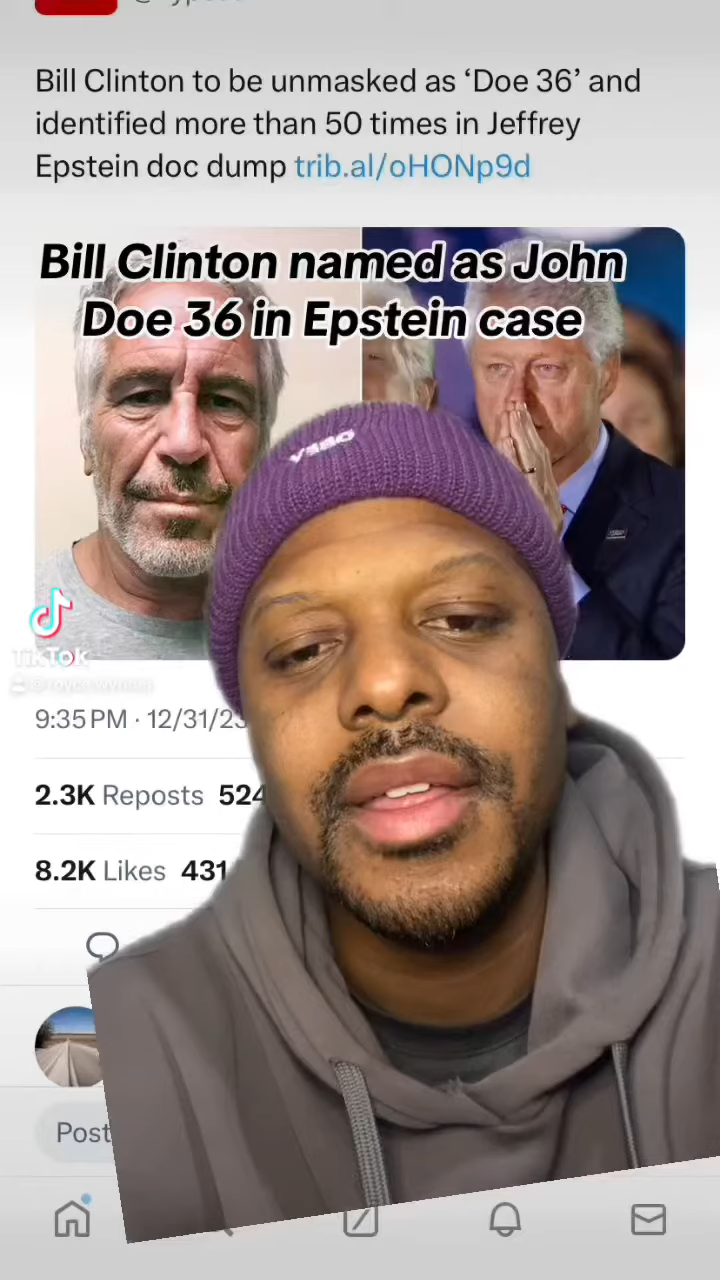 Bill Clinton to be unmasked as ‘Doe 36’ and
identified more than 50 times in Jeffrey
Epstein doc dump trib.al/oHONp9d
Bill Clinton named as John
Doe 36 in Epstein case
TikTok
9:35 PM · 12/31/23
2.3K Reposts 524
8.2K Likes 431
Post